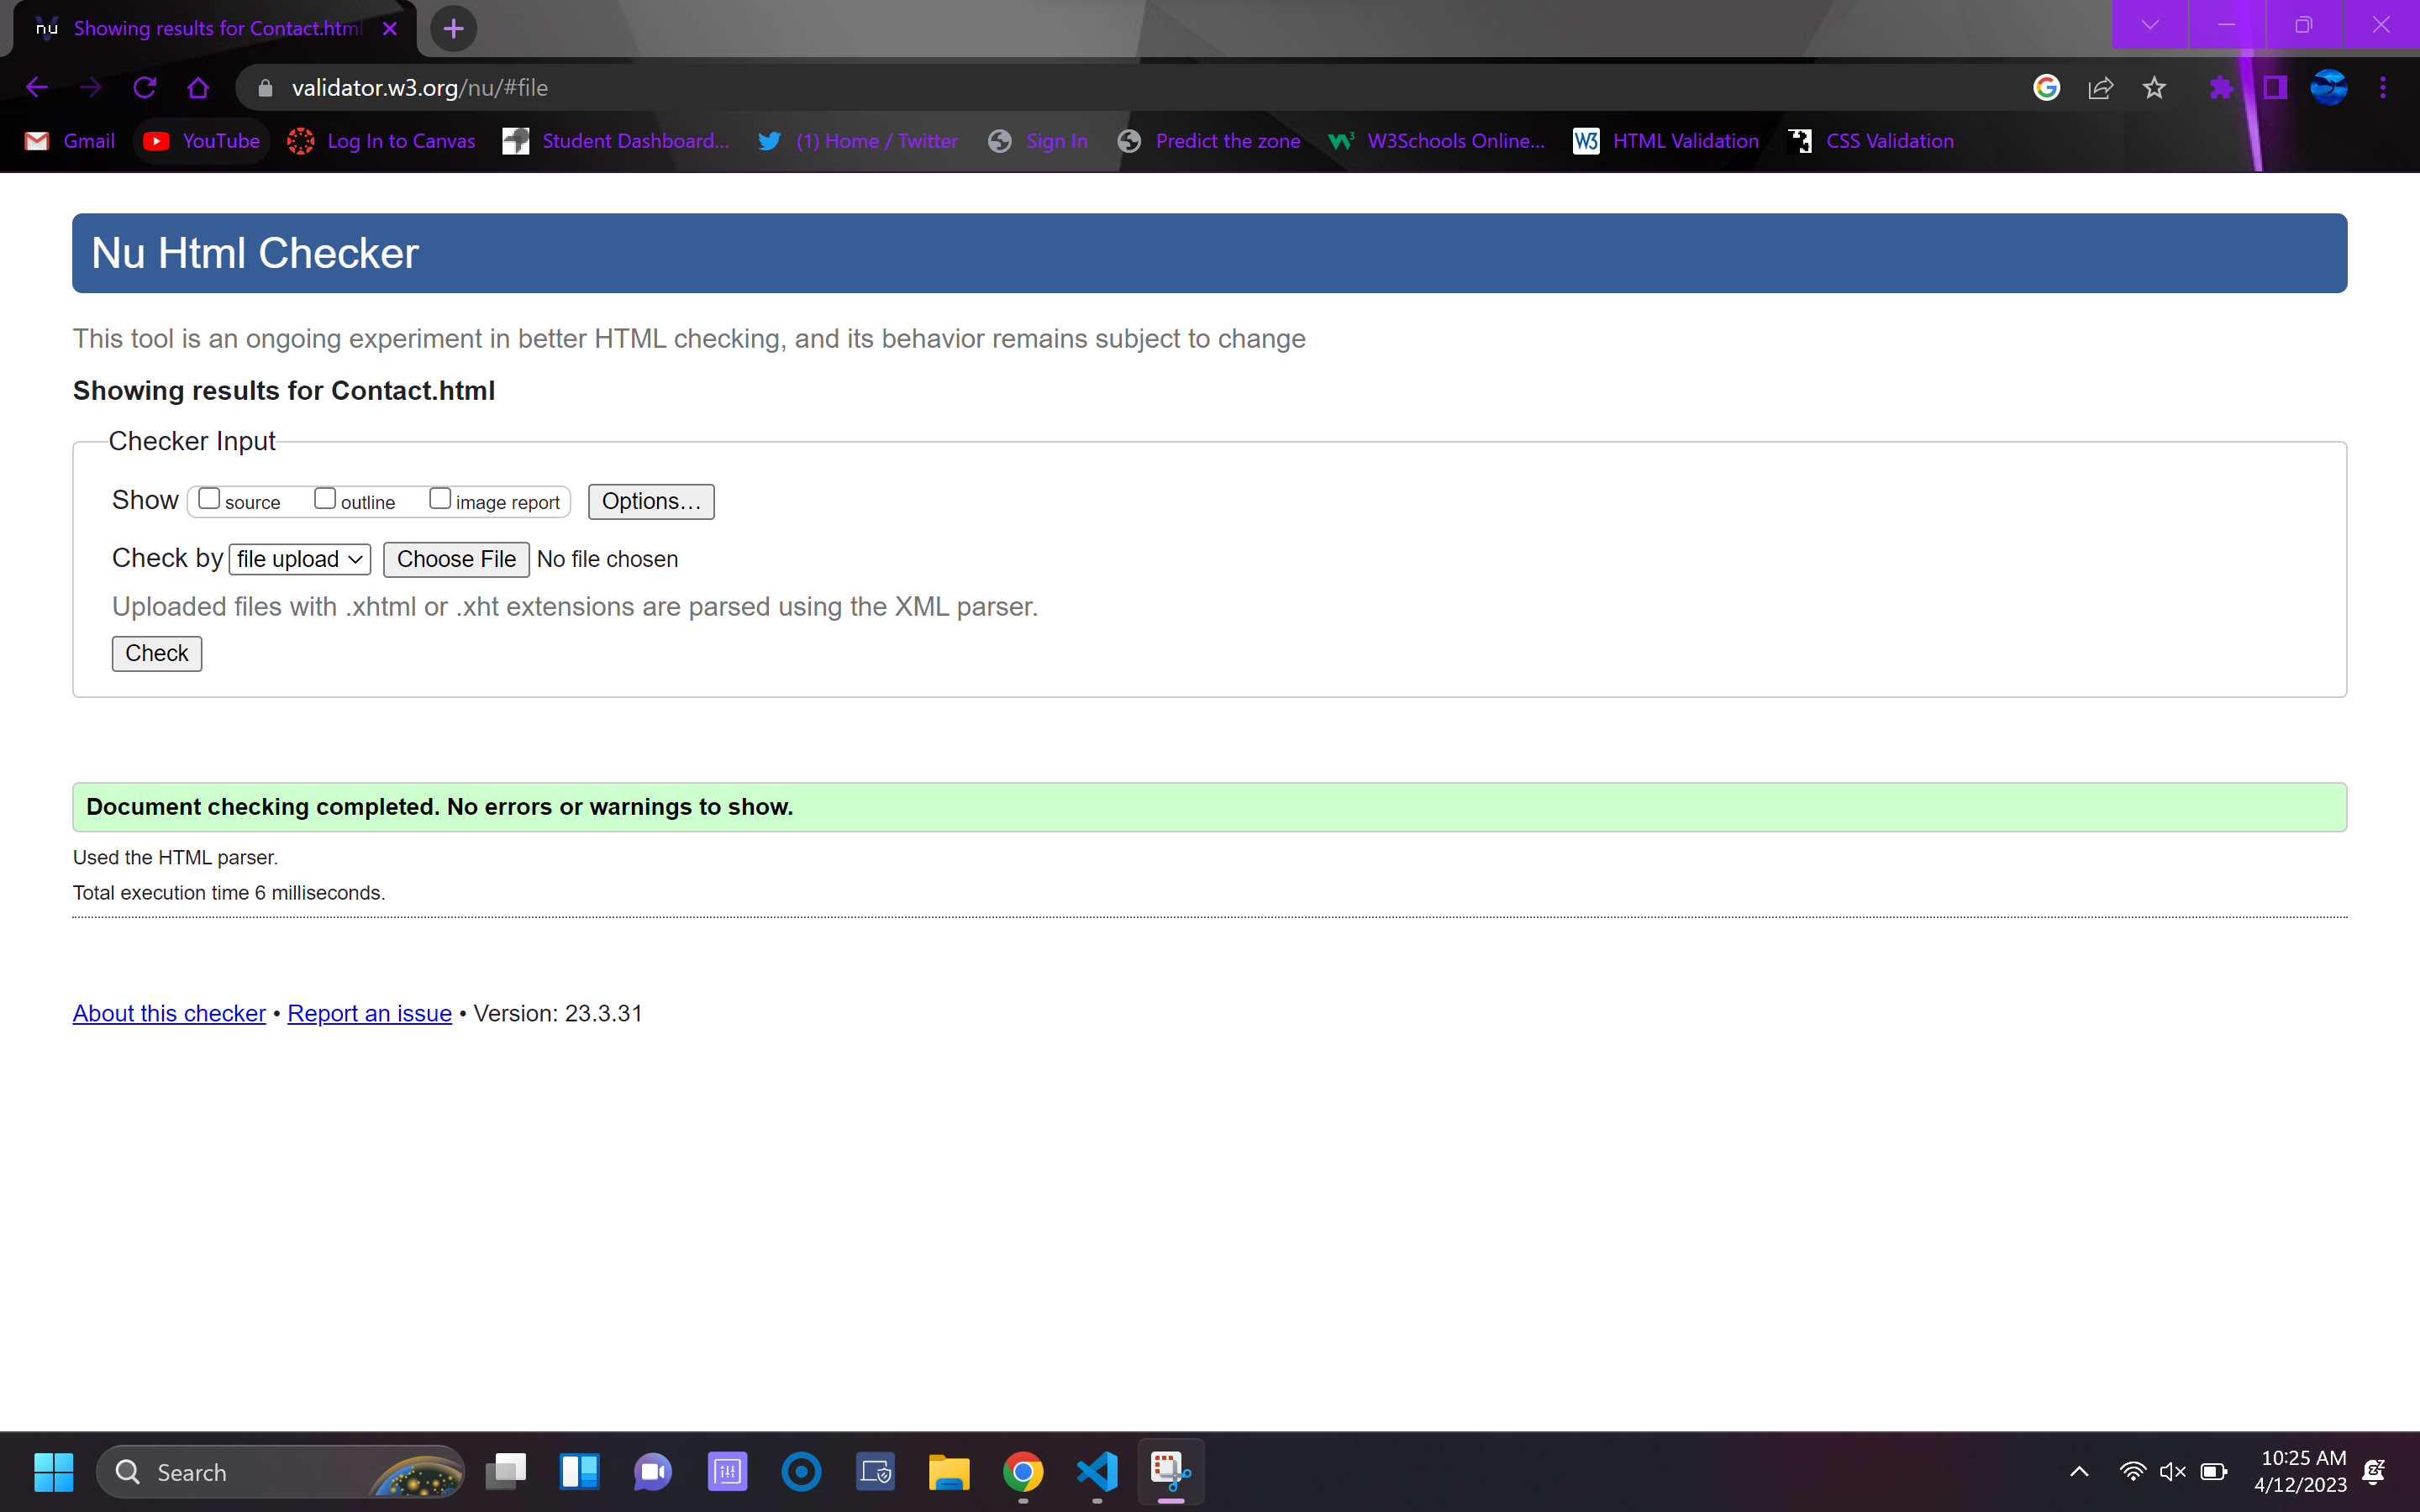 nu Showing results for Contact.html
validator.w3.org/nu/#file
Gmail YouTube Log In to Canvas Student Dashboard... (1) Home / Twitter Sign In Predict the zone W3Schools Online... HTML Validation CSS Validation
Nu Html Checker
This tool is an ongoing experiment in better HTML checking, and its behavior remains subject to change
Showing results for Contact.html
Checker Input
Show source outline image report Options…
Check by file upload Choose File No file chosen
Uploaded files with .xhtml or .xht extensions are parsed using the XML parser.
Check
Document checking completed. No errors or warnings to show.
Used the HTML parser.
Total execution time 6 milliseconds.
About this checker • Report an issue • Version: 23.3.31
Search
10:25 AM
4/12/2023